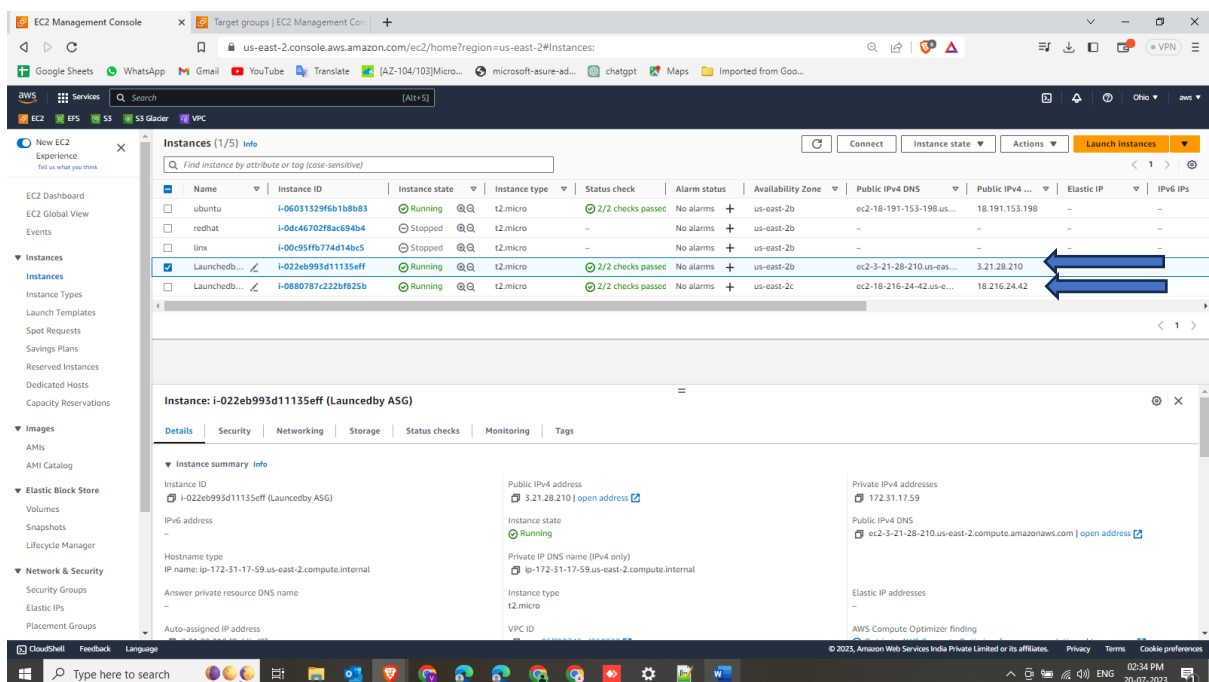 EC2 Management Console
Target groups | EC2 Management Con
us-east-2.console.aws.amazon.com/ec2/home?region=us-east-2#Instances:
VPN
Google Sheets WhatsApp Gmail YouTube Translate [AZ-104/103]Micro... microsoft-asure-ad... chatgpt Maps Imported from Goo...
aws Services Search [Alt+S] Ohio aws
EC2 EFS S3 S3 Glacier VPC
New EC2
Experience
Tell us what you think
EC2 Dashboard
EC2 Global View
Events
Instances
Instances
Instance Types
Launch Templates
Spot Requests
Savings Plans
Reserved Instances
Dedicated Hosts
Capacity Reservations
Images
AMIs
AMI Catalog
Elastic Block Store
Volumes
Snapshots
Lifecycle Manager
Network & Security
Security Groups
Elastic IPs
Placement Groups
Instances (1/5) Info
Connect Instance state Actions Launch instances
Find instance by attribute or tag (case-sensitive)
< 1 >
Name Instance ID Instance state Instance type Status check Alarm status Availability Zone Public IPv4 DNS Public IPv4 ... Elastic IP IPv6 IPs
ubuntu i-06031329f6b1b8b83 Running t2.micro 2/2 checks passed No alarms + us-east-2b ec2-18-191-153-198.us... 18.191.153.198 – –
redhat i-0dc46702f8ac694b4 Stopped t2.micro – No alarms + us-east-2b – – – –
linx i-00c95ffb774d14bc5 Stopped t2.micro – No alarms + us-east-2b – – – –
Launchedb... i-022eb993d11135eff Running t2.micro 2/2 checks passed No alarms + us-east-2b ec2-3-21-28-210.us-eas... 3.21.28.210
Launchedb... i-0880787c222bf825b Running t2.micro 2/2 checks passed No alarms + us-east-2c ec2-18-216-24-42.us-e... 18.216.24.42
< 1 >
Instance: i-022eb993d11135eff (Launcedby ASG)
Details Security Networking Storage Status checks Monitoring Tags
Instance summary Info
Instance ID
i-022eb993d11135eff (Launcedby ASG)
Public IPv4 address
3.21.28.210 | open address
Private IPv4 addresses
172.31.17.59
IPv6 address
–
Instance state
Running
Public IPv4 DNS
ec2-3-21-28-210.us-east-2.compute.amazonaws.com | open address
Hostname type
IP name: ip-172-31-17-59.us-east-2.compute.internal
Private IP DNS name (IPv4 only)
ip-172-31-17-59.us-east-2.compute.internal
Answer private resource DNS name
–
Instance type
t2.micro
Elastic IP addresses
–
Auto-assigned IP address
VPC ID
AWS Compute Optimizer finding
CloudShell Feedback Language © 2023, Amazon Web Services India Private Limited or its affiliates. Privacy Terms Cookie preferences
Type here to search
ENG
02:34 PM
20-07-2023